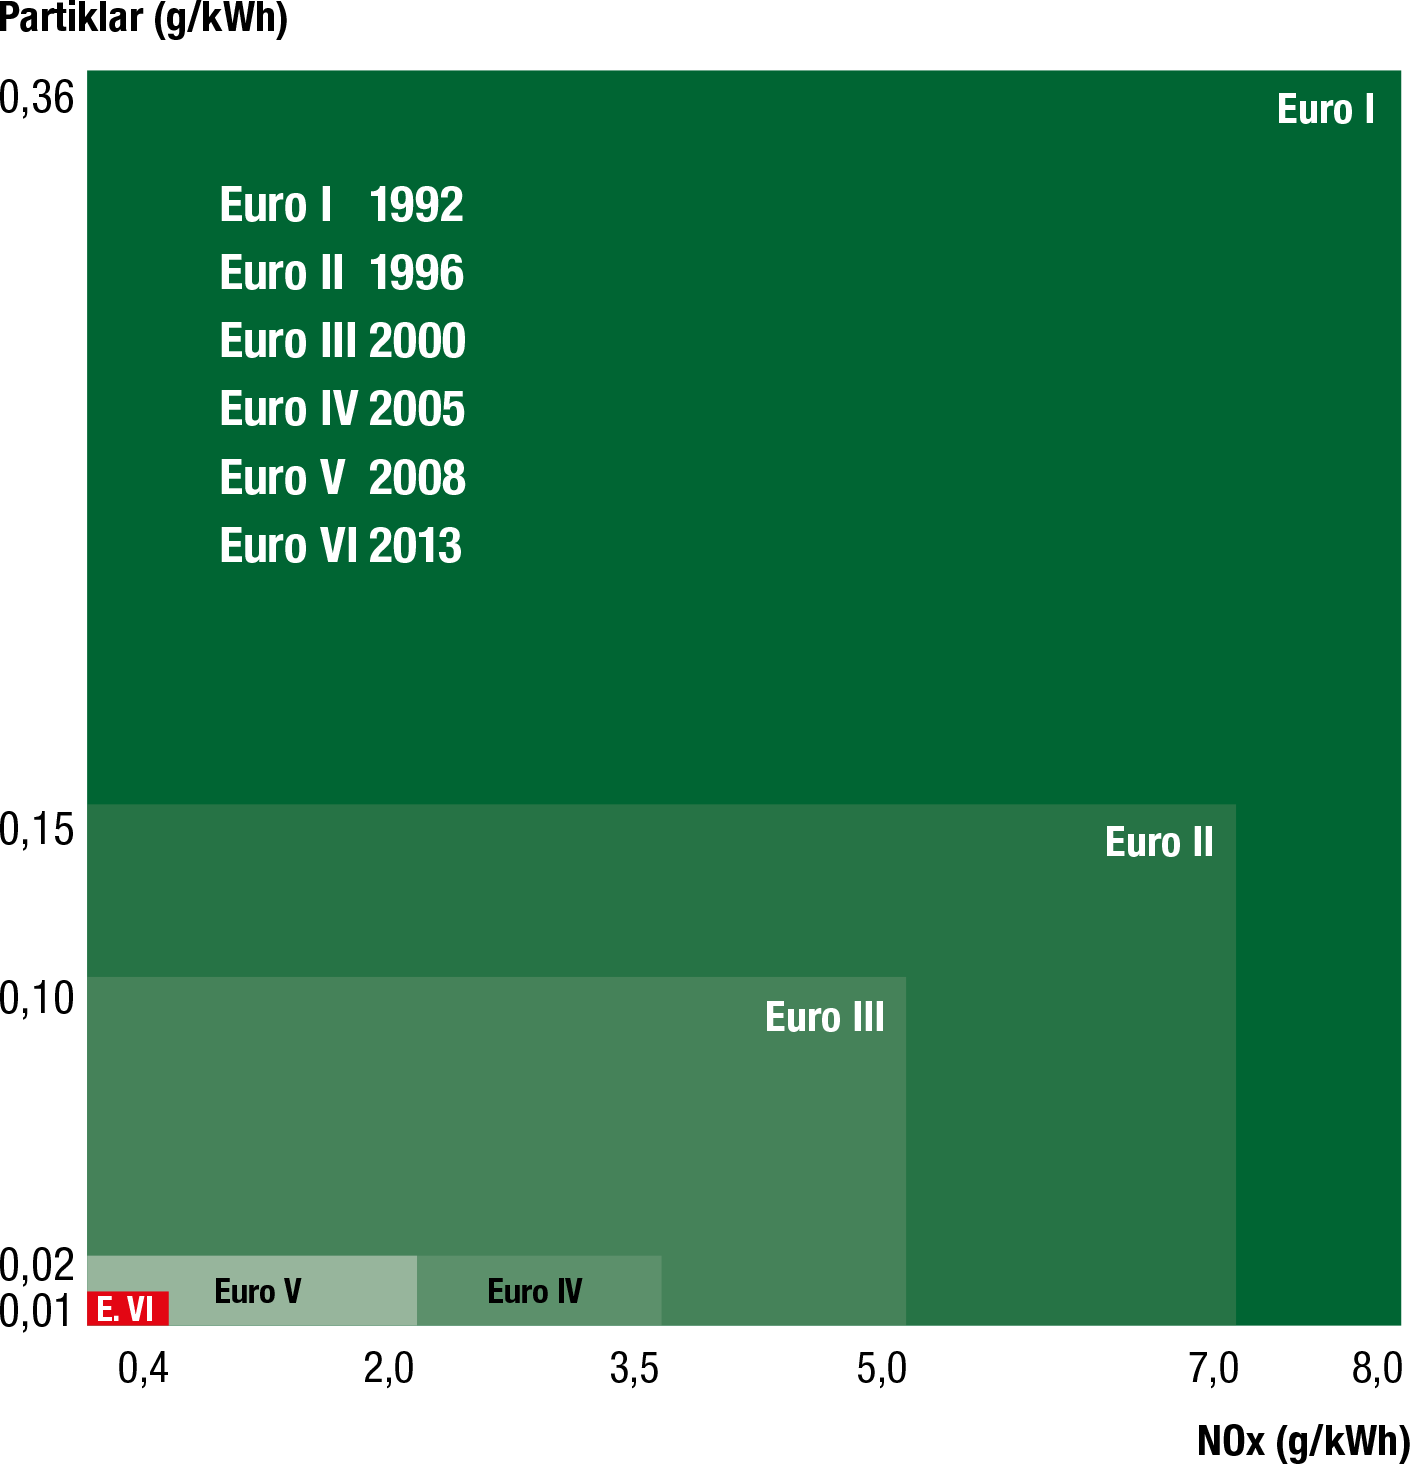 Partiklar (g/kWh)
0,36
Euro I
Euro I 1992
Euro II 1996
Euro III 2000
Euro IV 2005
Euro V 2008
Euro VI 2013
0,15
Euro II
0,10
Euro III
0,02
Euro V
Euro IV
0,01
E. VI
0,4
2,0
3,5
5,0
7,0
8,0
NOx (g/kWh)